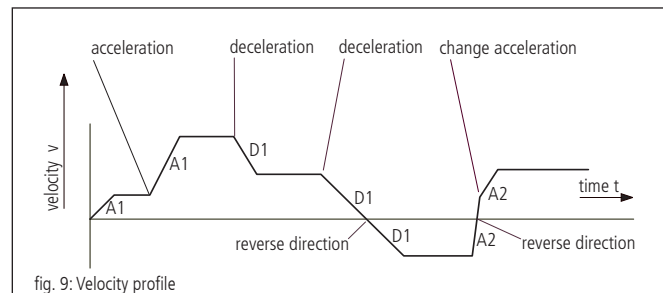 acceleration
deceleration
deceleration
change acceleration
velocity v
A1
A1
D1
D1
D1
A2
A2
time t
reverse direction
reverse direction
fig. 9: Velocity profile